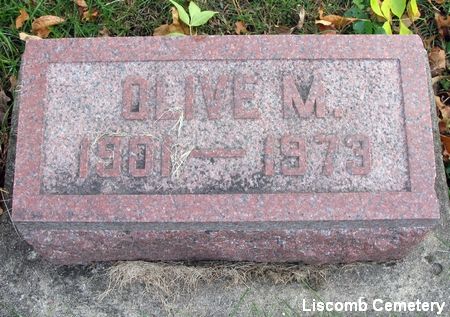 OLIVE M.
1901 — 1973
Liscomb Cemetery